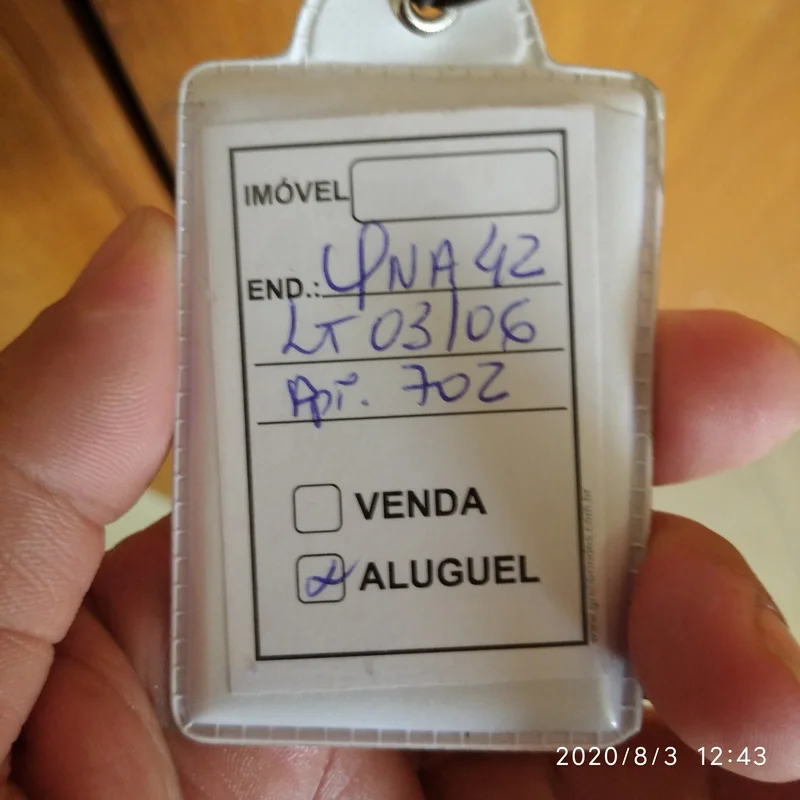 IMÓVEL
END.: QNA 42
LT 03/06
Apt. 702
VENDA
ALUGUEL
2020/8/3 12:43